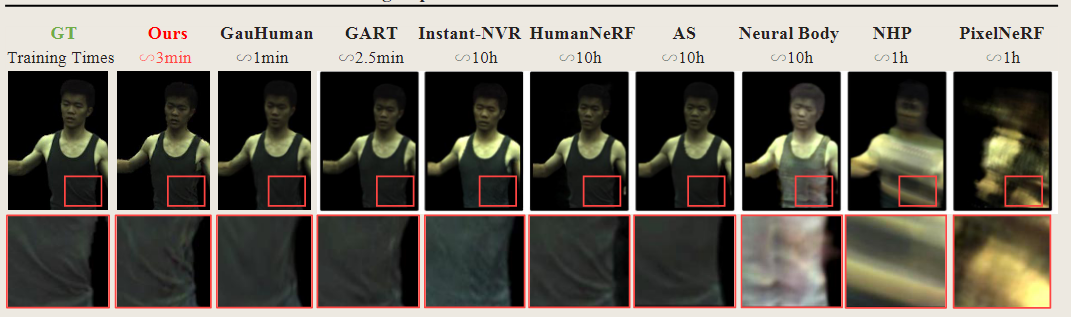 GT Ours GauHuman GART Instant-NVR HumanNeRF AS Neural Body NHP PixelNeRF
Training Times ∽3min ∽1min ∽2.5min ∽10h ∽10h ∽10h ∽10h ∽1h ∽1h